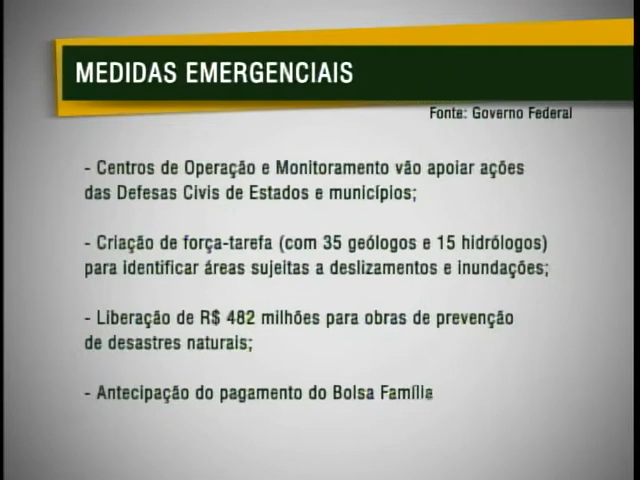 MEDIDAS EMERGENCIAIS
Fonte: Governo Federal
- Centros de Operação e Monitoramento vão apoiar ações
das Defesas Civis de Estados e municípios;
- Criação de força-tarefa (com 35 geólogos e 15 hidrólogos)
para identificar áreas sujeitas a deslizamentos e inundações;
- Liberação de R$ 482 milhões para obras de prevenção
de desastres naturais;
- Antecipação do pagamento do Bolsa Família